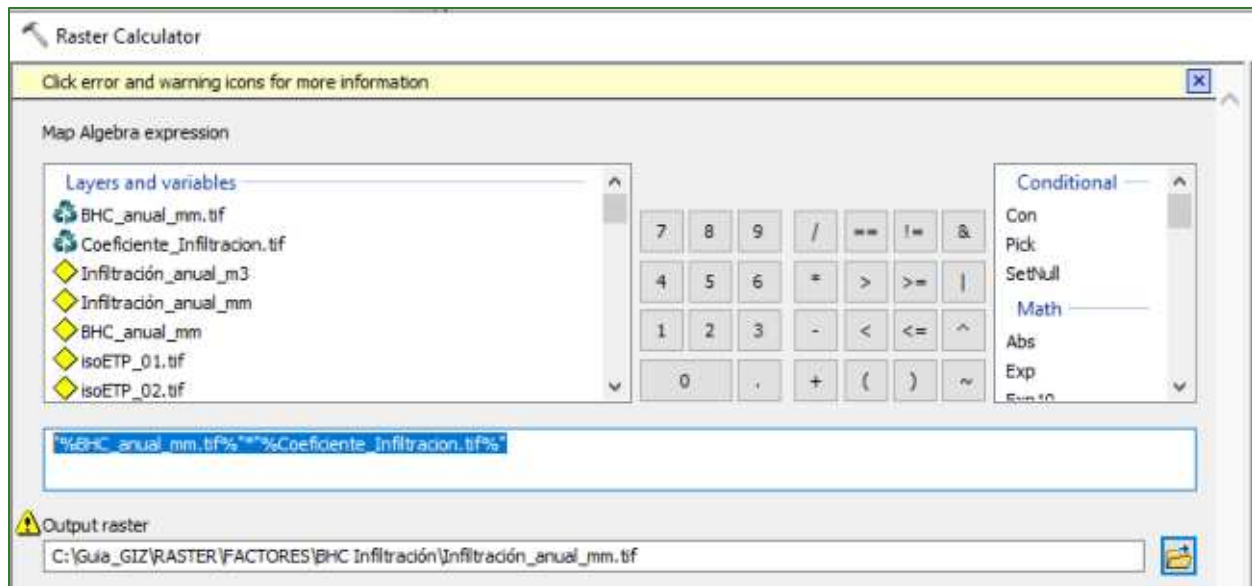 Raster Calculator
Click error and warning icons for more information
Map Algebra expression
Layers and variables
BHC_anual_mm.tif
Coeficiente_Infiltracion.tif
Infiltración_anual_m3
Infiltración_anual_mm
BHC_anual_mm
isoETP_01.tif
isoETP_02.tif
7 8 9 / == != &
4 5 6 * > >= |
1 2 3 - < <= ^
0 . + ( ) ~
Conditional
Con
Pick
SetNull
Math
Abs
Exp
Exp10
"%BHC_anual_mm.tif%"*"%Coeficiente_Infiltracion.tif%"
Output raster
C:\Guia_GIZ\RASTER\FACTORES\BHC Infiltración\Infiltración_anual_mm.tif